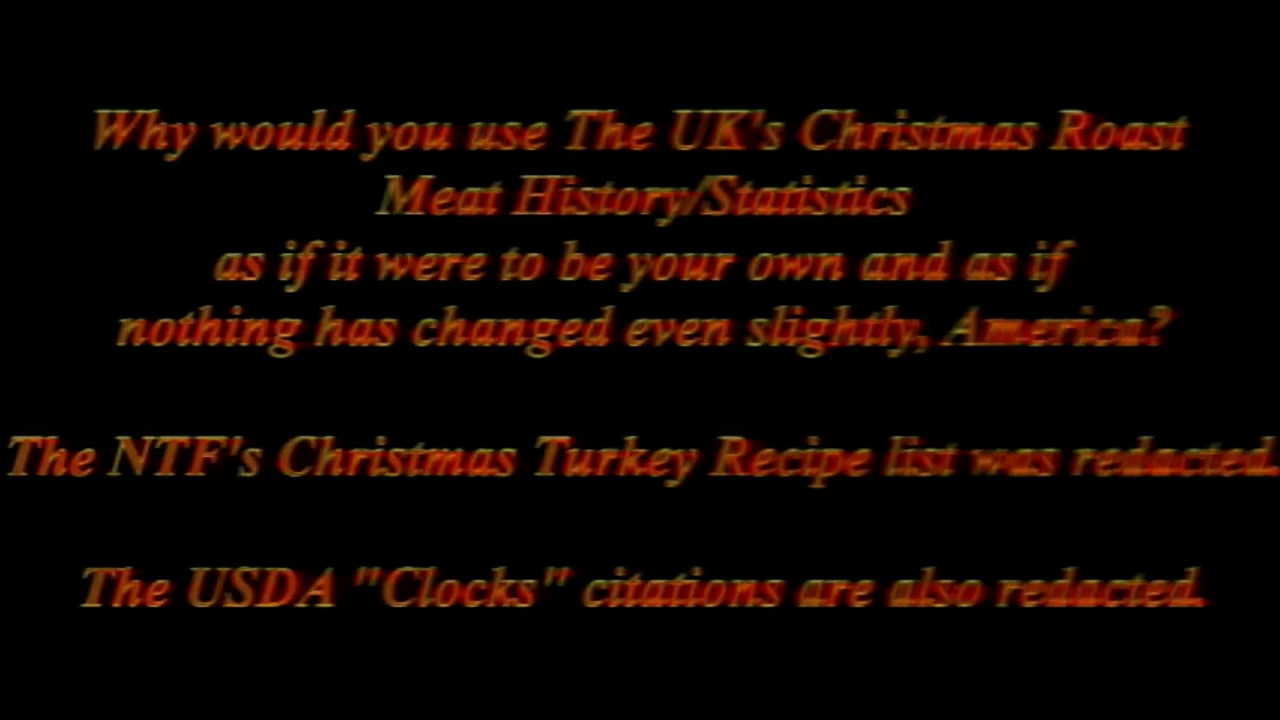 Why would you use The UK's Christmas Roast
Meat History/Statistics
as if it were to be your own and as if
nothing has changed even slightly, America?
The NTF's Christmas Turkey Recipe list was redacted.
The USDA "Clocks" citations are also redacted.